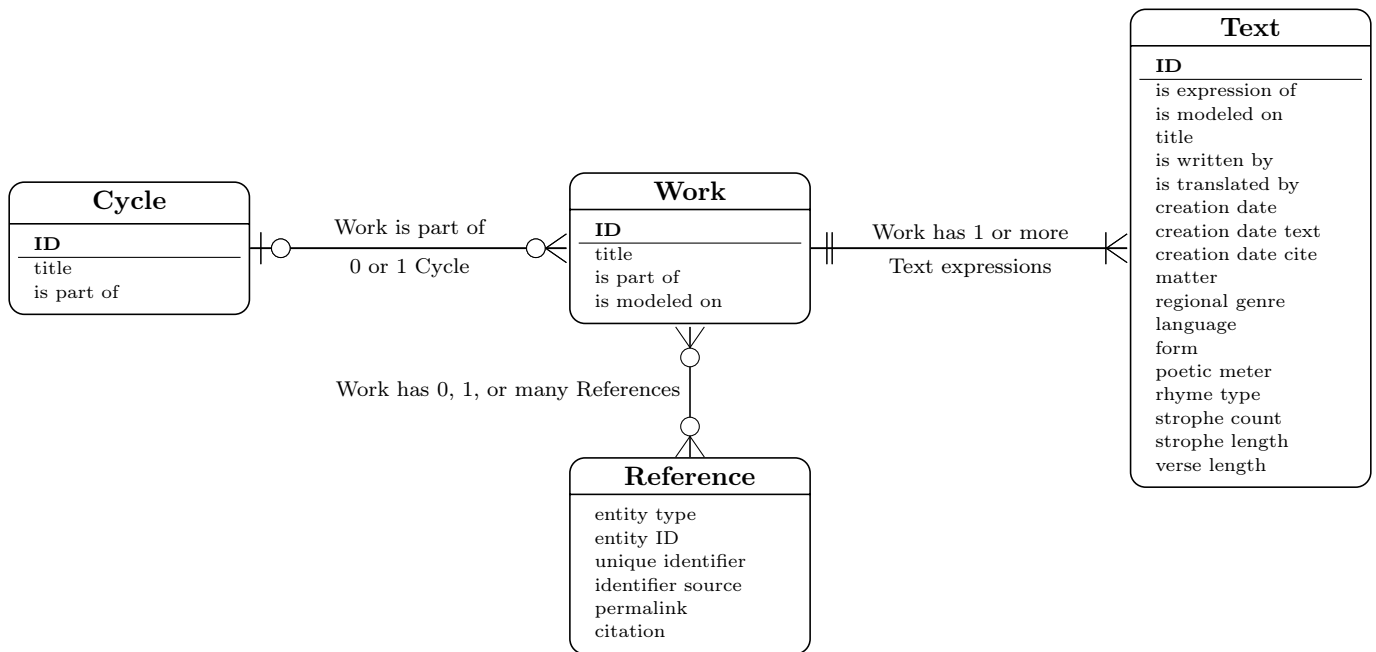 Cycle
ID
title
is part of
Work is part of
0 or 1 Cycle
Work
ID
title
is part of
is modeled on
Work has 1 or more
Text expressions
Text
ID
is expression of
is modeled on
title
is written by
is translated by
creation date
creation date text
creation date cite
matter
regional genre
language
form
poetic meter
rhyme type
strophe count
strophe length
verse length
Work has 0, 1, or many References
Reference
entity type
entity ID
unique identifier
identifier source
permalink
citation